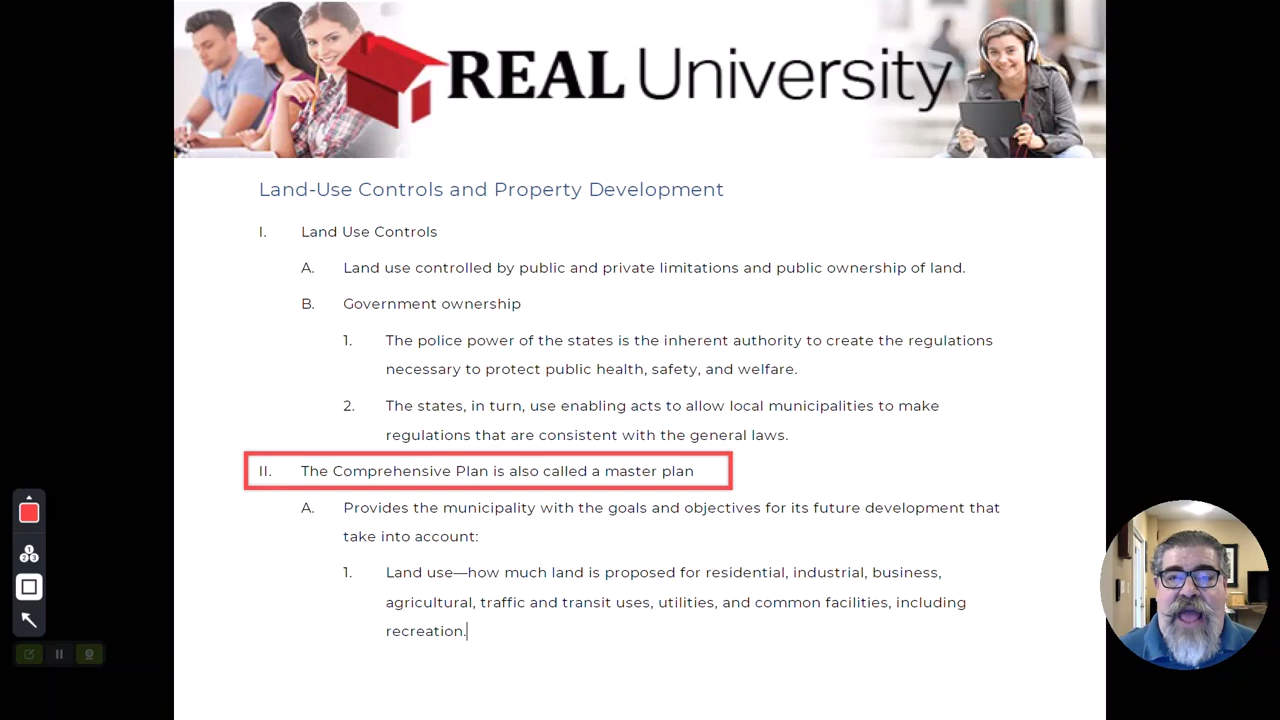 REAL University
Land-Use Controls and Property Development
I. Land Use Controls
A. Land use controlled by public and private limitations and public ownership of land.
B. Government ownership
1. The police power of the states is the inherent authority to create the regulations
necessary to protect public health, safety, and welfare.
2. The states, in turn, use enabling acts to allow local municipalities to make
regulations that are consistent with the general laws.
II. The Comprehensive Plan is also called a master plan
A. Provides the municipality with the goals and objectives for its future development that
take into account:
1. Land use—how much land is proposed for residential, industrial, business,
agricultural, traffic and transit uses, utilities, and common facilities, including
recreation.